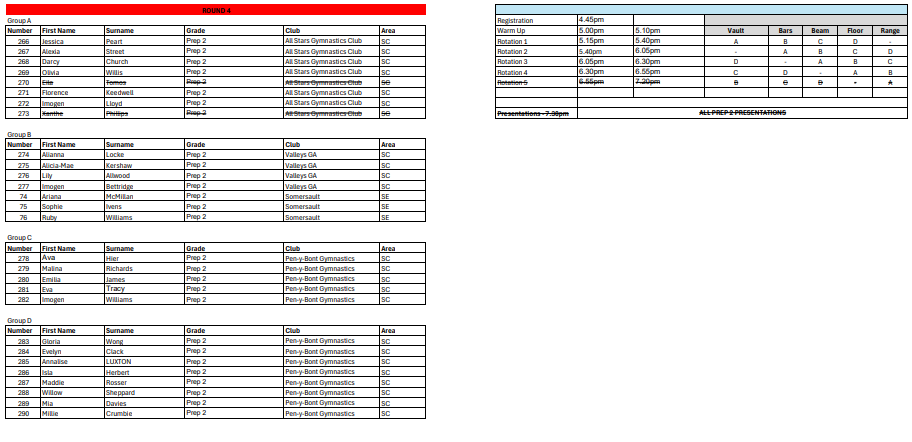 ROUND 4
Group A
Number First Name Surname Grade Club Area
266 Jessica Peart Prep 2 All Stars Gymnastics Club SC
267 Alexia Street Prep 2 All Stars Gymnastics Club SC
268 Darcy Church Prep 2 All Stars Gymnastics Club SC
269 Olivia Willis Prep 2 All Stars Gymnastics Club SC
270 Prep 2 All Stars Gymnastics Club SC
271 Florence Keedwell Prep 2 All Stars Gymnastics Club SC
272 Imogen Lloyd Prep 2 All Stars Gymnastics Club SC
273 Xanthe Phillips Prep 2 All Stars Gymnastics Club SC
Group B
Number First Name Surname Grade Club Area
274 Alianna Locke Prep 2 Valleys GA SC
275 Alicia-Mae Kershaw Prep 2 Valleys GA SC
276 Lily Allwood Prep 2 Valleys GA SC
277 Imogen Bettridge Prep 2 Valleys GA SC
74 Ariana McMillan Prep 2 Somersault SE
75 Sophie Ivens Prep 2 Somersault SE
76 Ruby Williams Prep 2 Somersault SE
Group C
Number First Name Surname Grade Club Area
278 Ava Hier Prep 2 Pen-y-Bont Gymnastics SC
279 Malina Richards Prep 2 Pen-y-Bont Gymnastics SC
280 Emilia James Prep 2 Pen-y-Bont Gymnastics SC
281 Eva Tracy Prep 2 Pen-y-Bont Gymnastics SC
282 Imogen Williams Prep 2 Pen-y-Bont Gymnastics SC
Group D
Number First Name Surname Grade Club Area
283 Gloria Wong Prep 2 Pen-y-Bont Gymnastics SC
284 Evelyn Clack Prep 2 Pen-y-Bont Gymnastics SC
285 Annalise LUXTON Prep 2 Pen-y-Bont Gymnastics SC
286 Isla Herbert Prep 2 Pen-y-Bont Gymnastics SC
287 Maddie Rosser Prep 2 Pen-y-Bont Gymnastics SC
288 Willow Sheppard Prep 2 Pen-y-Bont Gymnastics SC
289 Mia Davies Prep 2 Pen-y-Bont Gymnastics SC
290 Millie Crumbie Prep 2 Pen-y-Bont Gymnastics SC
Registration 4.45pm
Warm Up 5.00pm 5.10pm Vault Bars Beam Floor Range
Rotation 1 5.15pm 5.40pm A B C D -
Rotation 2 5.40pm 6.05pm - A B C D
Rotation 3 6.05pm 6.30pm D - A B C
Rotation 4 6.30pm 6.55pm C D - A B
Rotation 5 6.55pm 7.20pm B C D - A
Presentations - 7.30pm ALL PREP 2 PRESENTATIONS